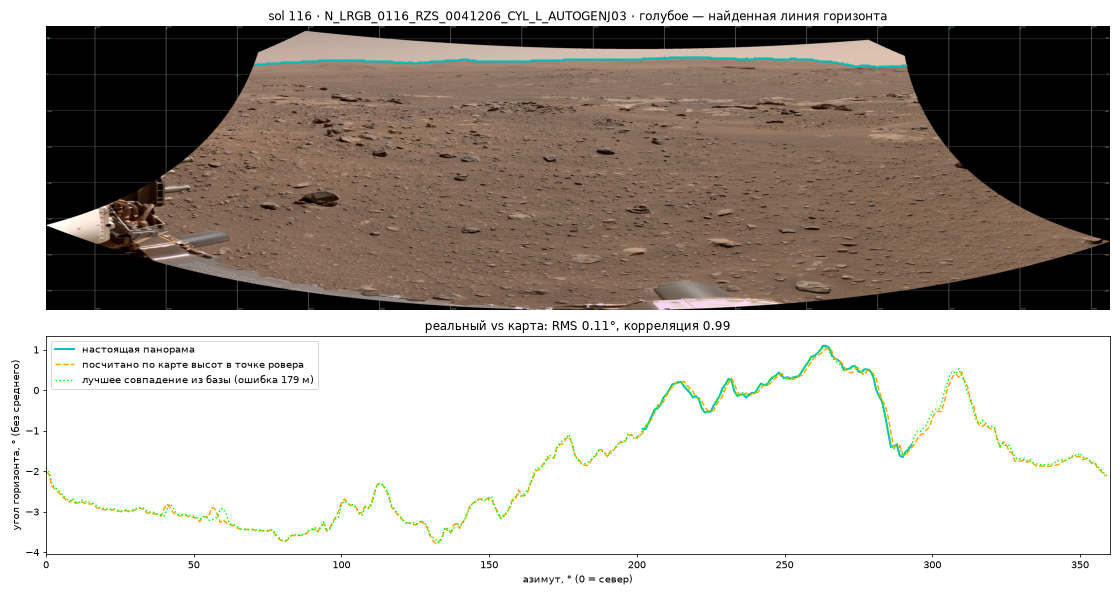 sol 116 · N_LRGB_0116_RZS_0041206_CYL_L_AUTOGENJ03 · голубое — найденная линия горизонта
реальный vs карта: RMS 0.11°, корреляция 0.99
настоящая панорама
посчитано по карте высот в точке ровера
лучшее совпадение из базы (ошибка 179 м)
угол горизонта, ° (без среднего)
1
0
−1
−2
−3
−4
0 50 100 150 200 250 300 350
азимут, ° (0 = север)